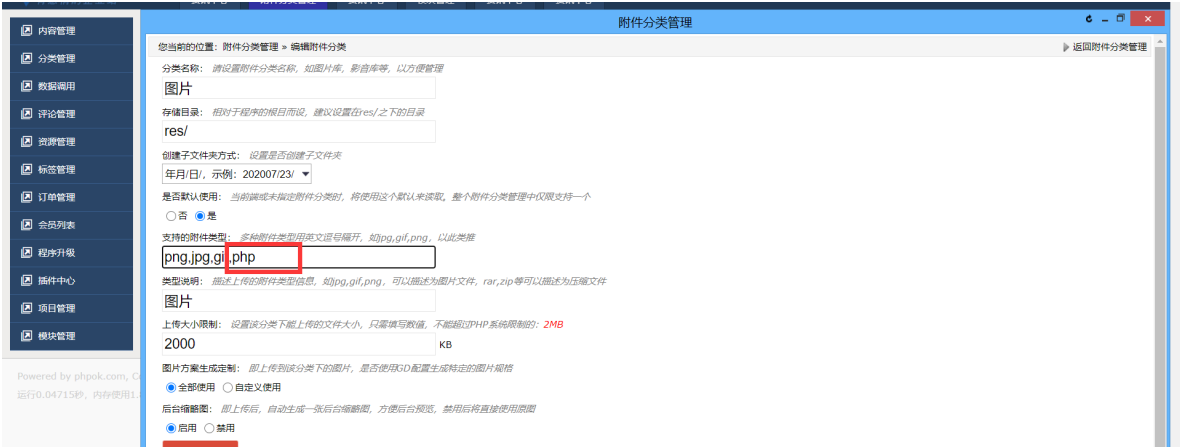 附件分类管理
内容管理
分类管理
数据调用
评论管理
资源管理
标签管理
订单管理
会员列表
程序升级
插件中心
项目管理
模块管理
Powered by phpok.com, C
运行0.04715秒，内存使用1.
附件分类管理
您当前的位置：附件分类管理 » 编辑附件分类
返回附件分类管理
分类名称： 请设置附件分类名称，如图片库，影音库等，以方便管理
图片
存储目录： 相对于程序的根目而设，建议设置在res/之下的目录
res/
创建子文件夹方式： 设置是否创建子文件夹
年月/日/，示例：202007/23/
是否默认使用： 当前端或未指定附件分类时，将使用这个默认来读取。整个附件分类管理中仅限支持一个
否 是
支持的附件类型： 多种附件类型用英文逗号隔开，如jpg,gif,png，以此类推
png,jpg,gif,php
类型说明： 描述上传的附件类型信息，如jpg,gif,png，可以描述为图片文件，rar,zip等可以描述为压缩文件
图片
上传大小限制： 设置该分类下能上传的文件大小，只需填写数值，不能超过PHP系统限制的：2MB
2000 KB
图片方案生成定制： 即上传到该分类下的图片，是否使用GD配置生成特定的图片规格
全部使用 自定义使用
后台缩略图： 即上传后，自动生成一张后台缩略图，方便后台预览，禁用后将直接使用原图
启用 禁用